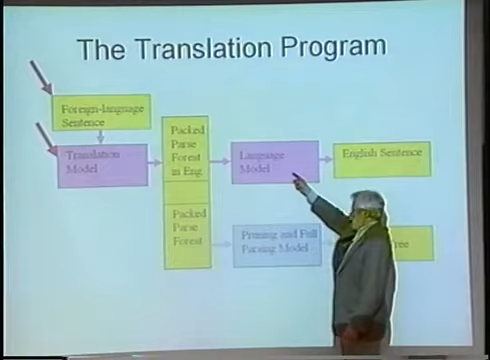 The Translation Program
Foreign-language
Sentence
Translation
Model
Packed
Parse
Forest
in Eng
Language
Model
English Sentence
Packed
Parse
Forest
Pruning and Full
Parsing Model